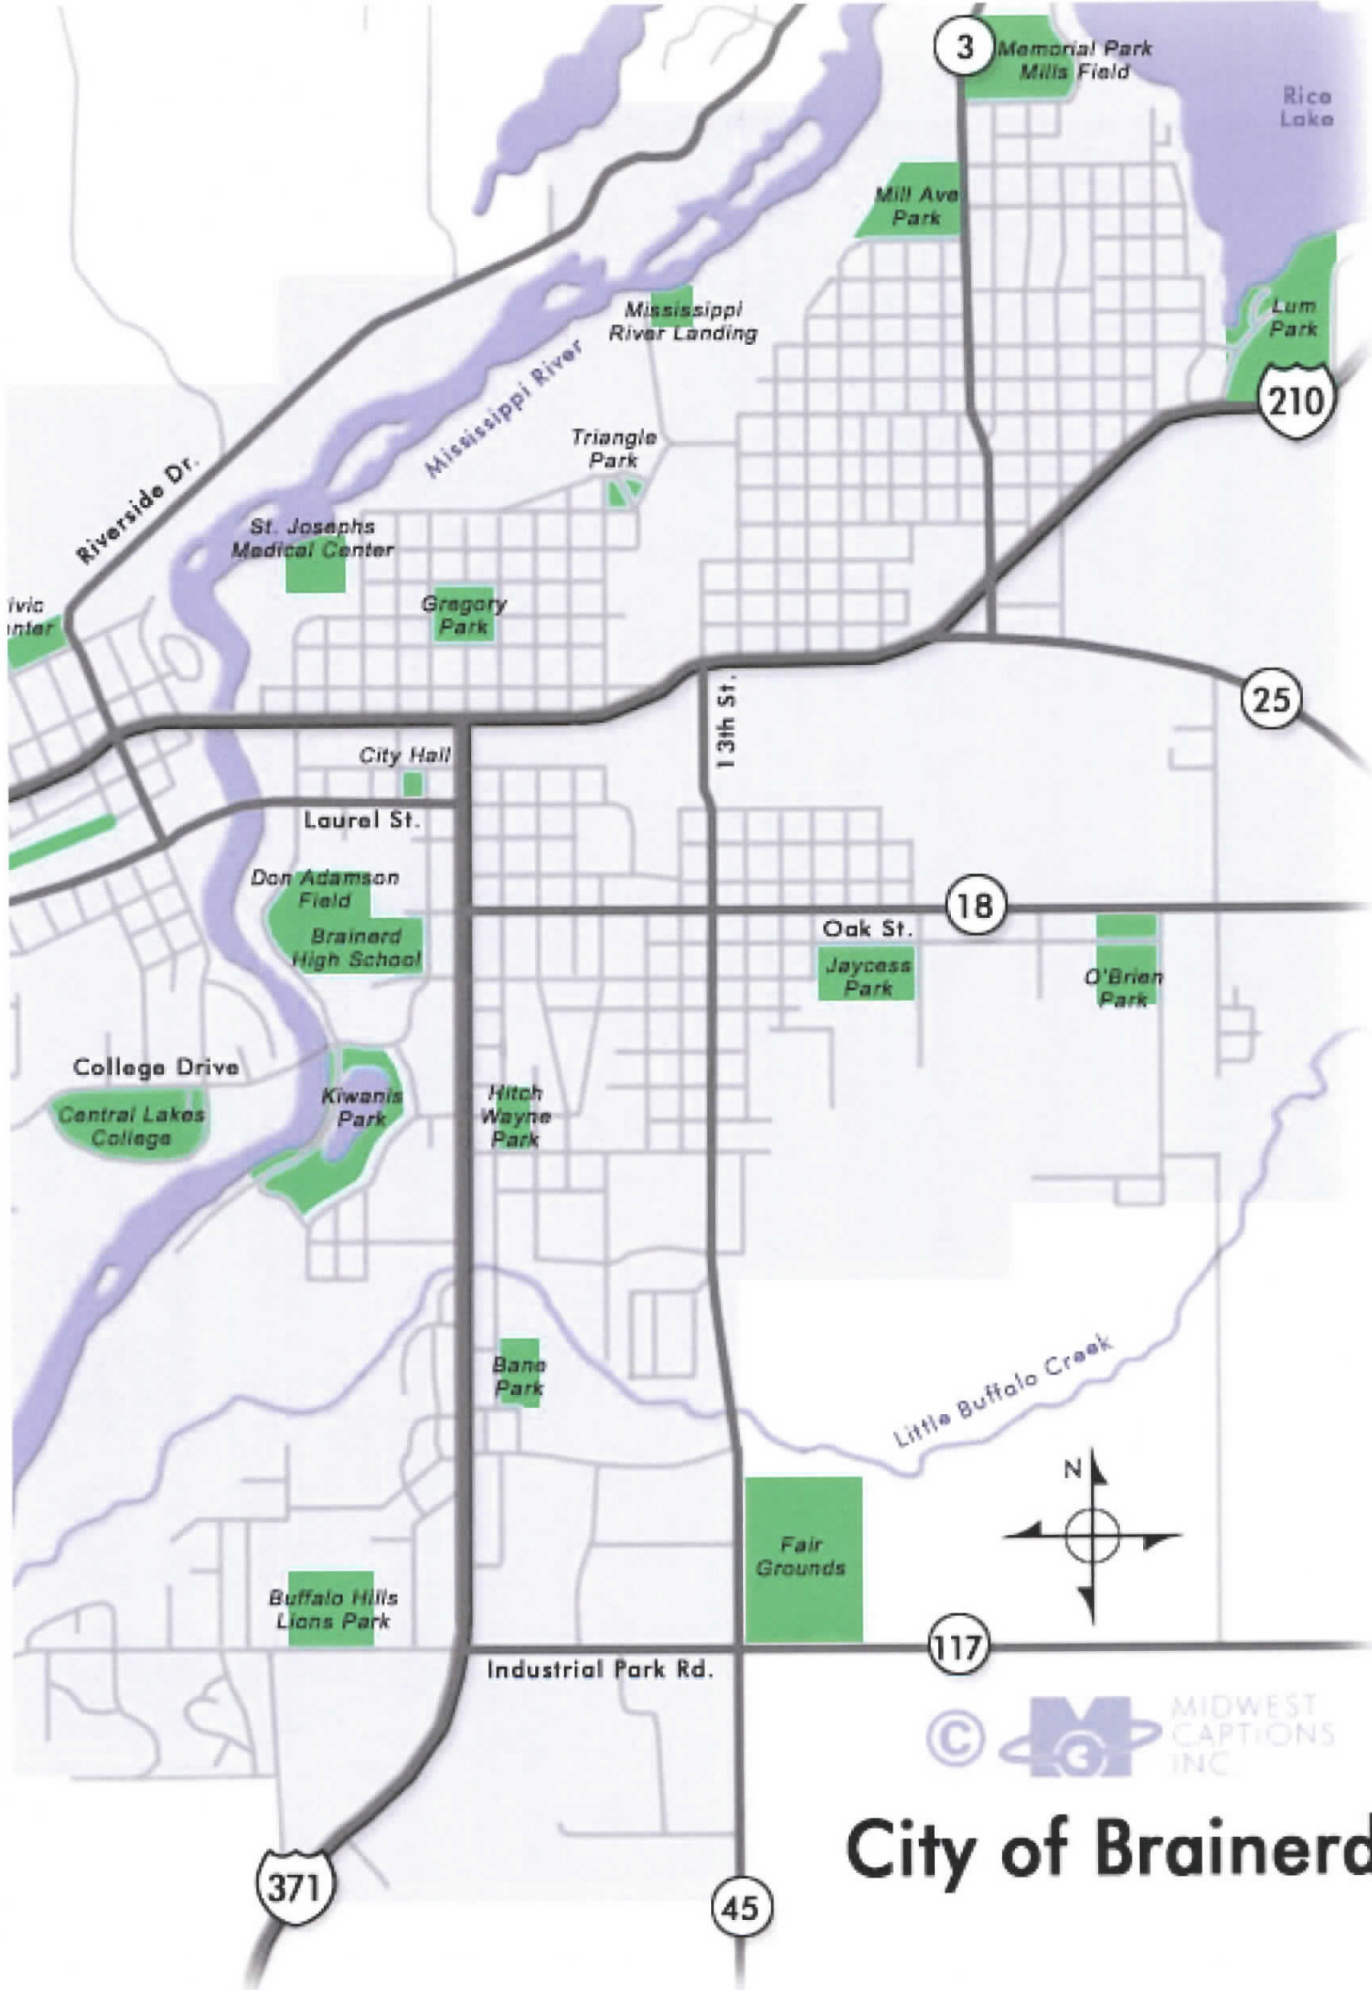 3
Memorial Park
Mills Field
Rice
Lake
Mill Ave
Park
Mississippi
River Landing
Lum
Park
210
Mississippi River
Triangle
Park
Riverside Dr.
St. Josephs
Medical Center
ivic
enter
Gregory
Park
13th St.
25
City Hall
Laurel St.
Don Adamson
Field
Brainerd
High School
18
Oak St.
Jaycess
Park
O'Brien
Park
College Drive
Central Lakes
College
Kiwanis
Park
Hitch
Wayne
Park
Bane
Park
Little Buffalo Creek
N
Fair
Grounds
Buffalo Hills
Lions Park
117
Industrial Park Rd.
© M3 MIDWEST
CAPTIONS
INC
City of Brainerd
371
45